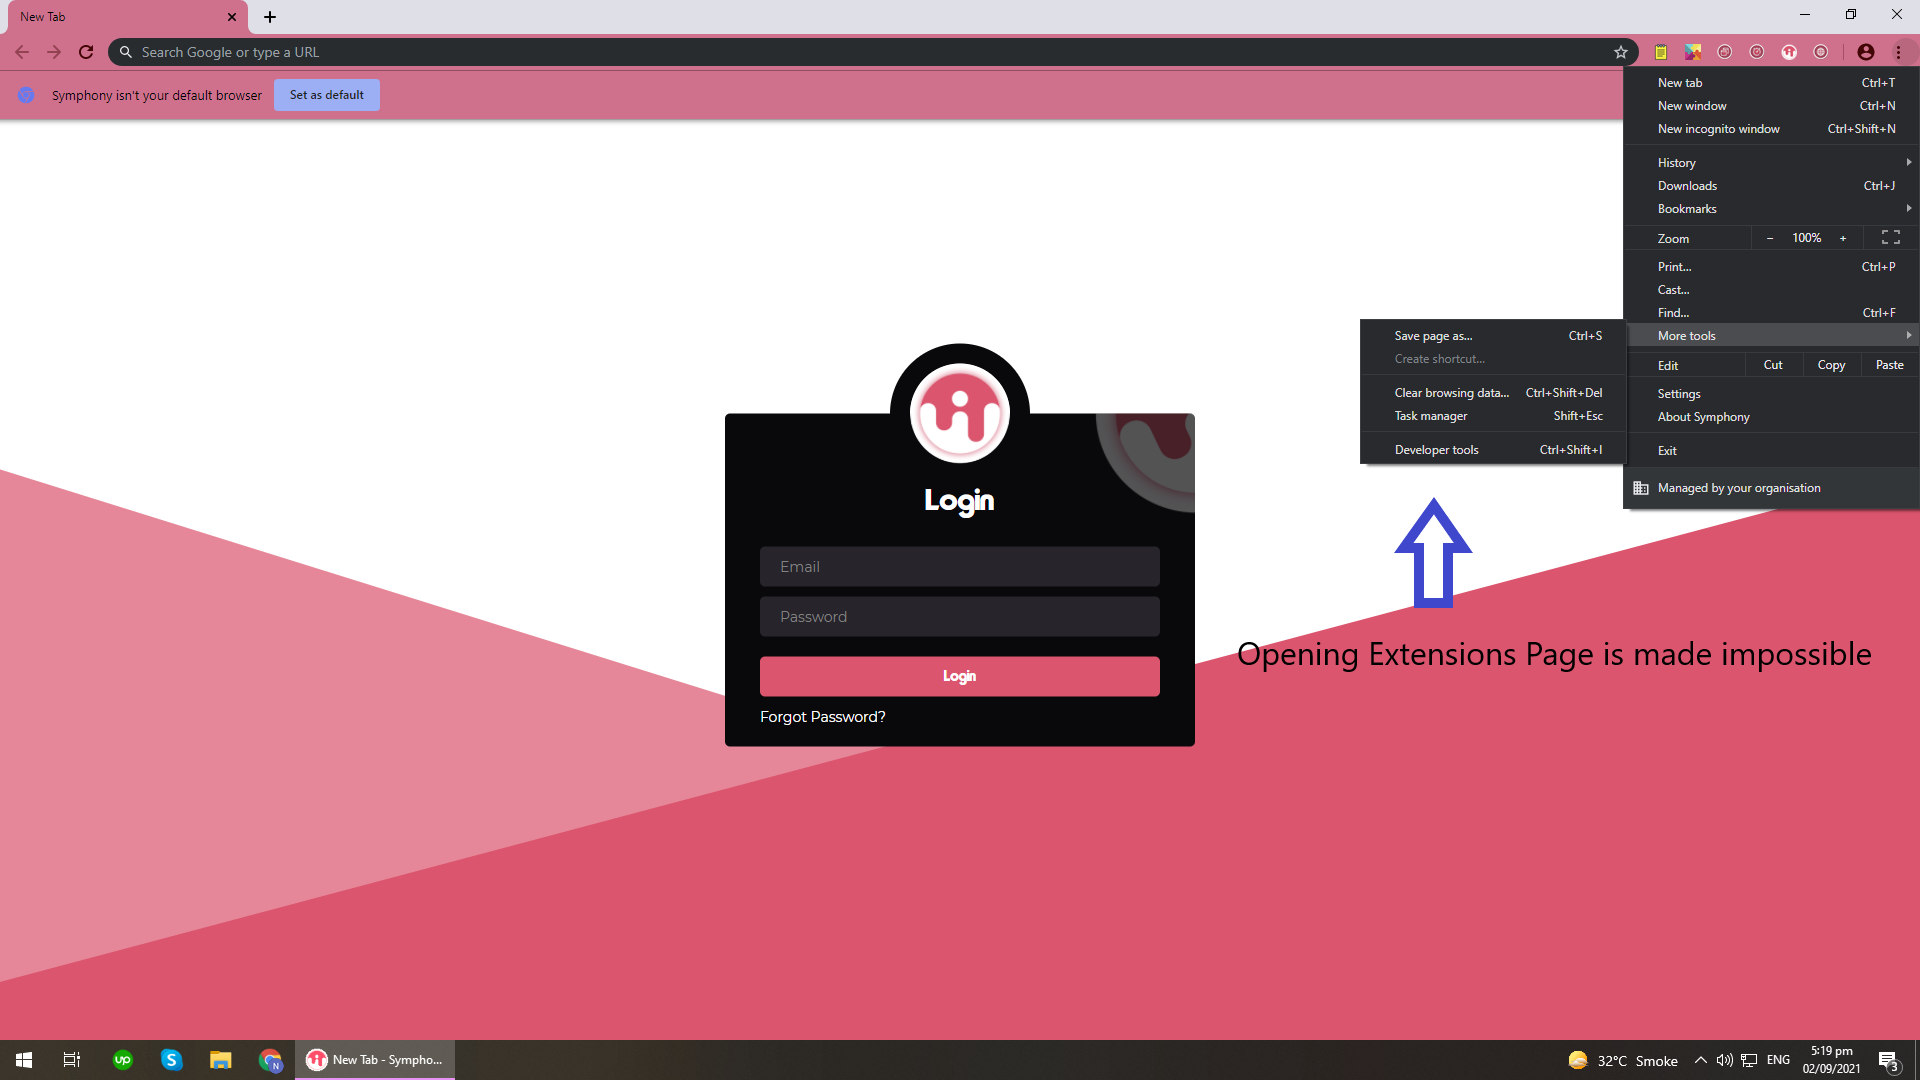 New Tab
Search Google or type a URL
Symphony isn't your default browser Set as default
New tab Ctrl+T
New window Ctrl+N
New incognito window Ctrl+Shift+N
History
Downloads Ctrl+J
Bookmarks
Zoom − 100% +
Print... Ctrl+P
Cast...
Find... Ctrl+F
More tools
Edit Cut Copy Paste
Settings
About Symphony
Exit
Managed by your organisation
Save page as... Ctrl+S
Create shortcut...
Clear browsing data... Ctrl+Shift+Del
Task manager Shift+Esc
Developer tools Ctrl+Shift+I
Login
Email
Password
Login
Forgot Password?
Opening Extensions Page is made impossible
up S N New Tab - Sympho... 32°C Smoke ENG
5:19 pm
02/09/2021
3